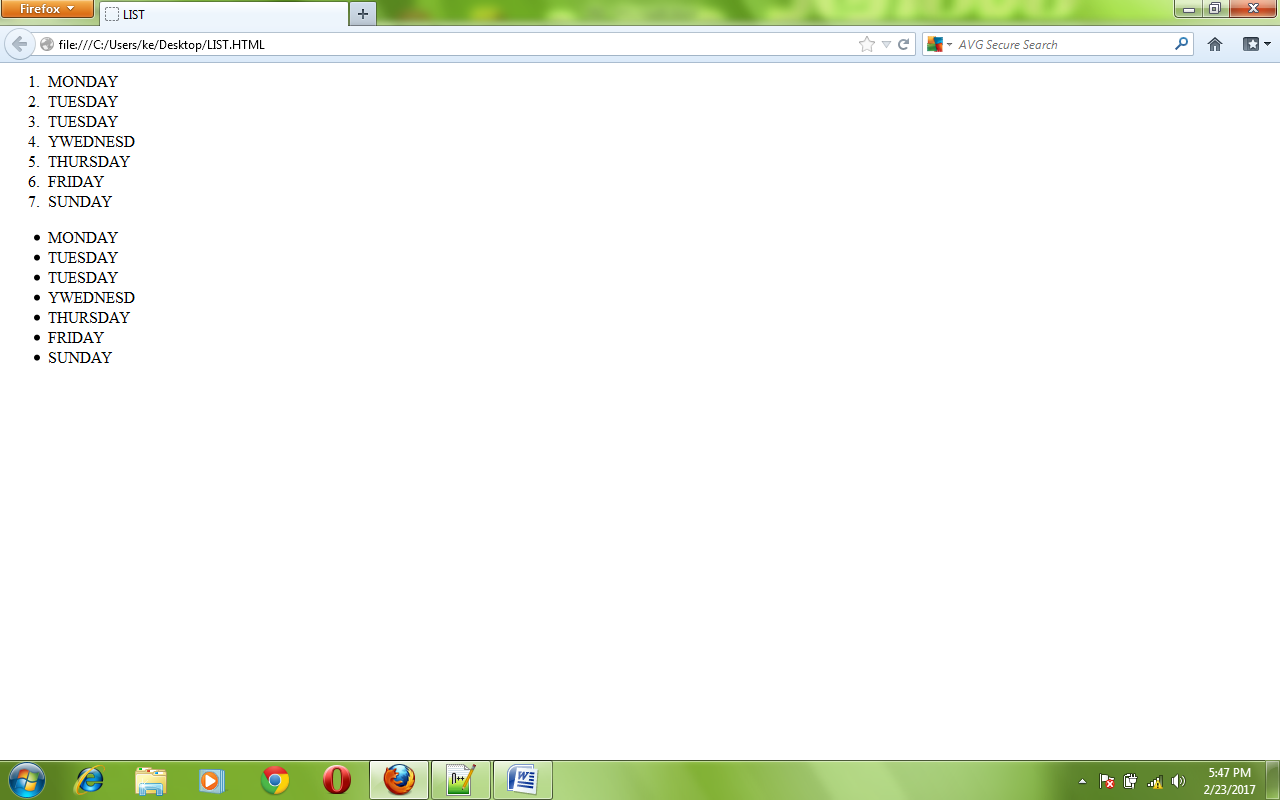 Firefox
LIST
file:///C:/Users/ke/Desktop/LIST.HTML
AVG Secure Search
1. MONDAY
2. TUESDAY
3. TUESDAY
4. YWEDNESD
5. THURSDAY
6. FRIDAY
7. SUNDAY
• MONDAY
• TUESDAY
• TUESDAY
• YWEDNESD
• THURSDAY
• FRIDAY
• SUNDAY
5:47 PM
2/23/2017